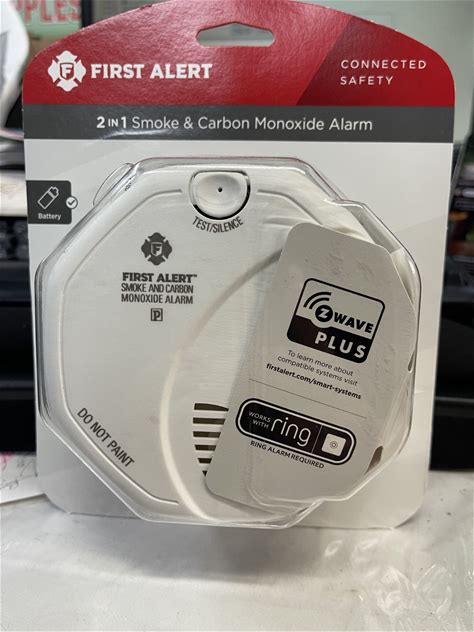 FIRST ALERT
CONNECTED
SAFETY
2 IN 1 Smoke & Carbon Monoxide Alarm
Battery
TEST/SILENCE
FIRST ALERT™
SMOKE AND CARBON
MONOXIDE ALARM
P
DO NOT PAINT
Z WAVE
PLUS
To learn more about
compatible systems visit
firstalert.com/smart-systems
WORKS
WITH
ring
RING ALARM REQUIRED